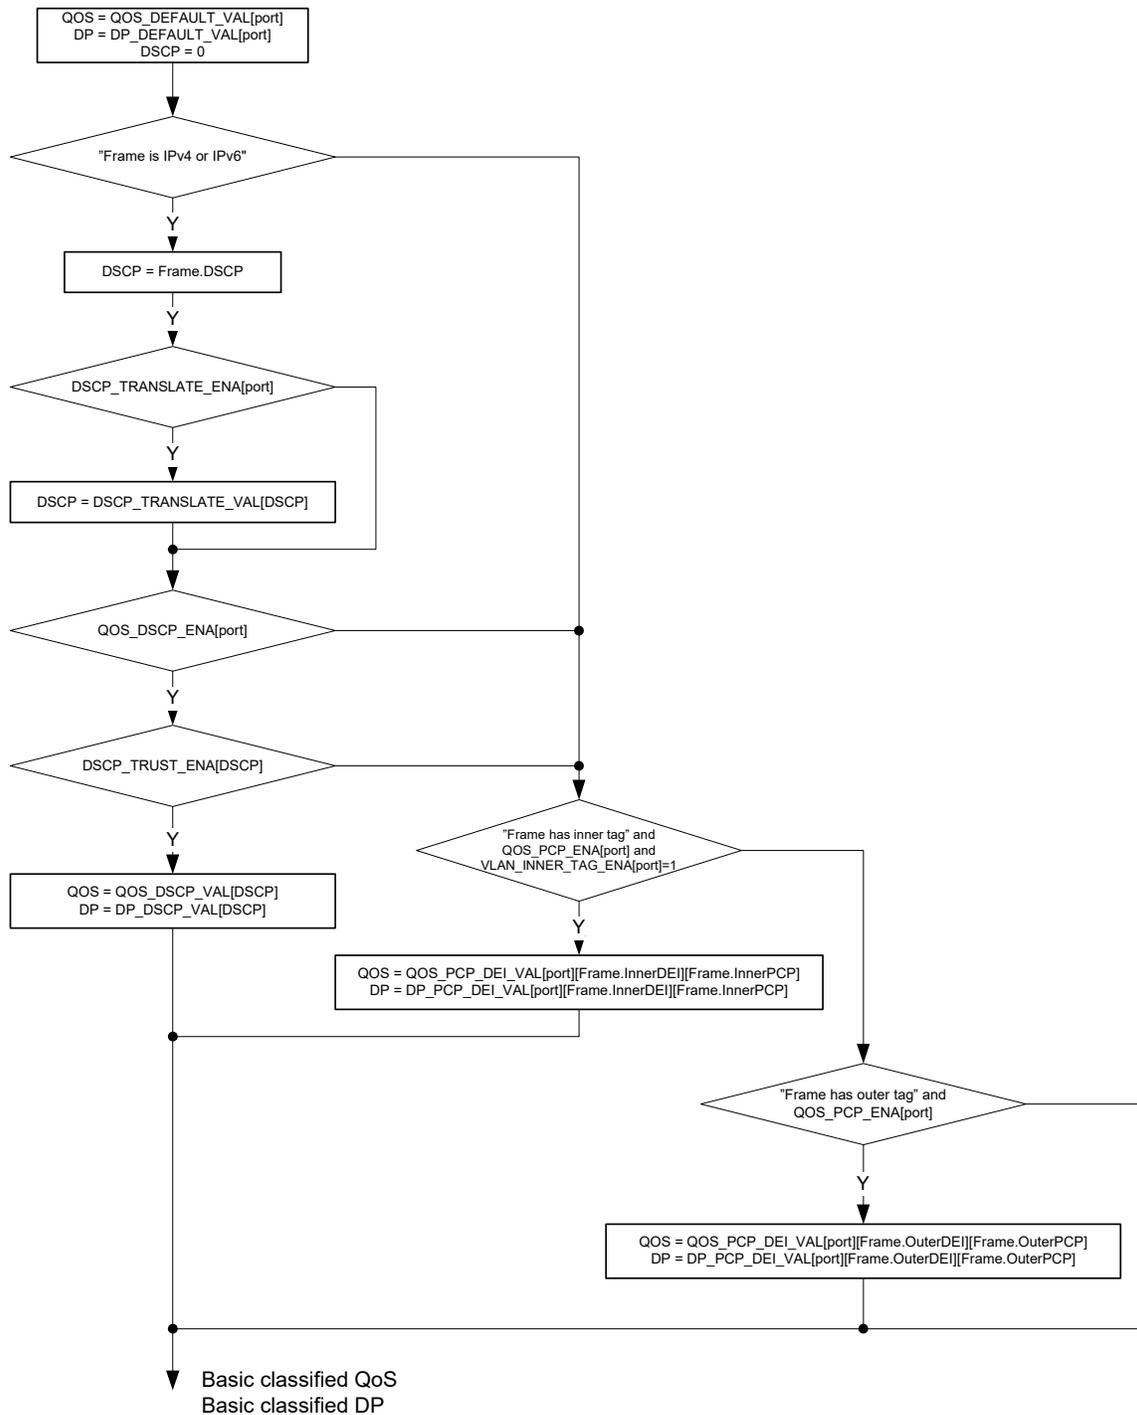 QOS = QOS_DEFAULT_VAL[port]
DP = DP_DEFAULT_VAL[port]
DSCP = 0
"Frame is IPv4 or IPv6"
Y
DSCP = Frame.DSCP
Y
DSCP_TRANSLATE_ENA[port]
Y
DSCP = DSCP_TRANSLATE_VAL[DSCP]
QOS_DSCP_ENA[port]
Y
DSCP_TRUST_ENA[DSCP]
Y
"Frame has inner tag" and
QOS_PCP_ENA[port] and
VLAN_INNER_TAG_ENA[port]=1
QOS = QOS_DSCP_VAL[DSCP]
DP = DP_DSCP_VAL[DSCP]
Y
QOS = QOS_PCP_DEI_VAL[port][Frame.InnerDEI][Frame.InnerPCP]
DP = DP_PCP_DEI_VAL[port][Frame.InnerDEI][Frame.InnerPCP]
"Frame has outer tag" and
QOS_PCP_ENA[port]
Y
QOS = QOS_PCP_DEI_VAL[port][Frame.OuterDEI][Frame.OuterPCP]
DP = DP_PCP_DEI_VAL[port][Frame.OuterDEI][Frame.OuterPCP]
Basic classified QoS
Basic classified DP